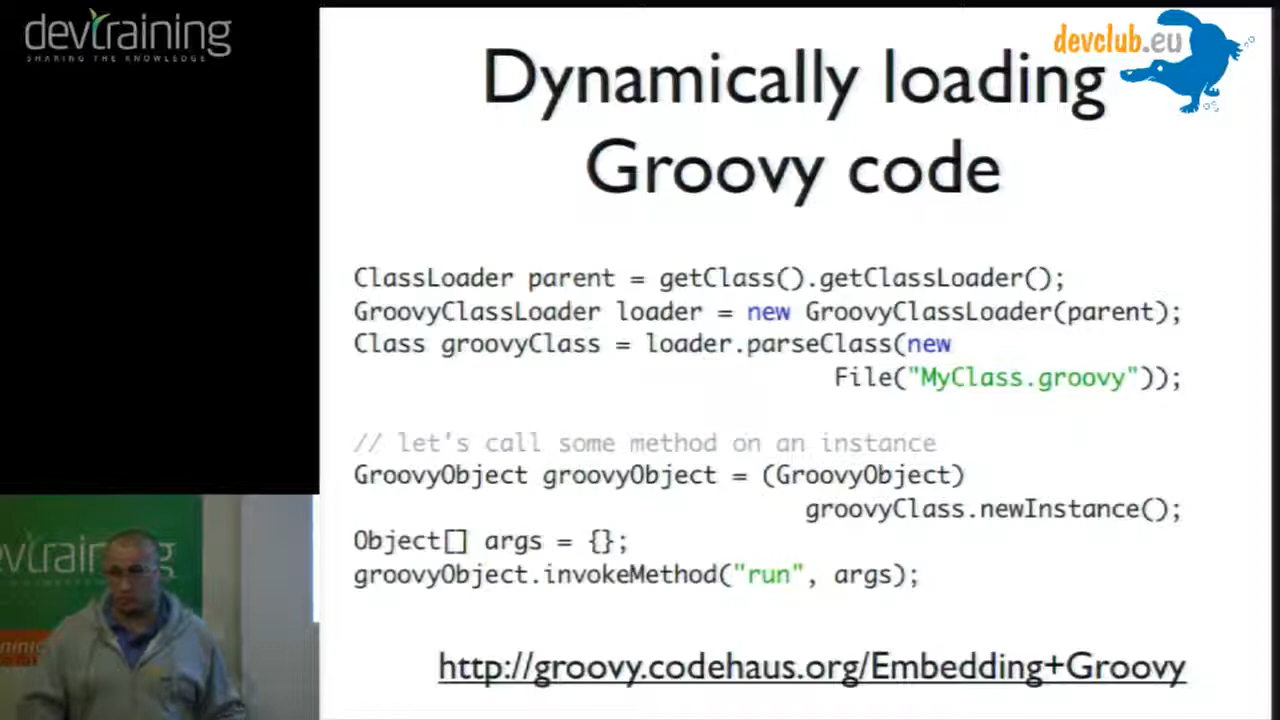 devtraining
SHARING THE KNOWLEDGE
devclub.eu
Dynamically loading
Groovy code
ClassLoader parent = getClass().getClassLoader();
GroovyClassLoader loader = new GroovyClassLoader(parent);
Class groovyClass = loader.parseClass(new
File("MyClass.groovy"));
// let's call some method on an instance
GroovyObject groovyObject = (GroovyObject)
groovyClass.newInstance();
Object[] args = {};
groovyObject.invokeMethod("run", args);
http://groovy.codehaus.org/Embedding+Groovy